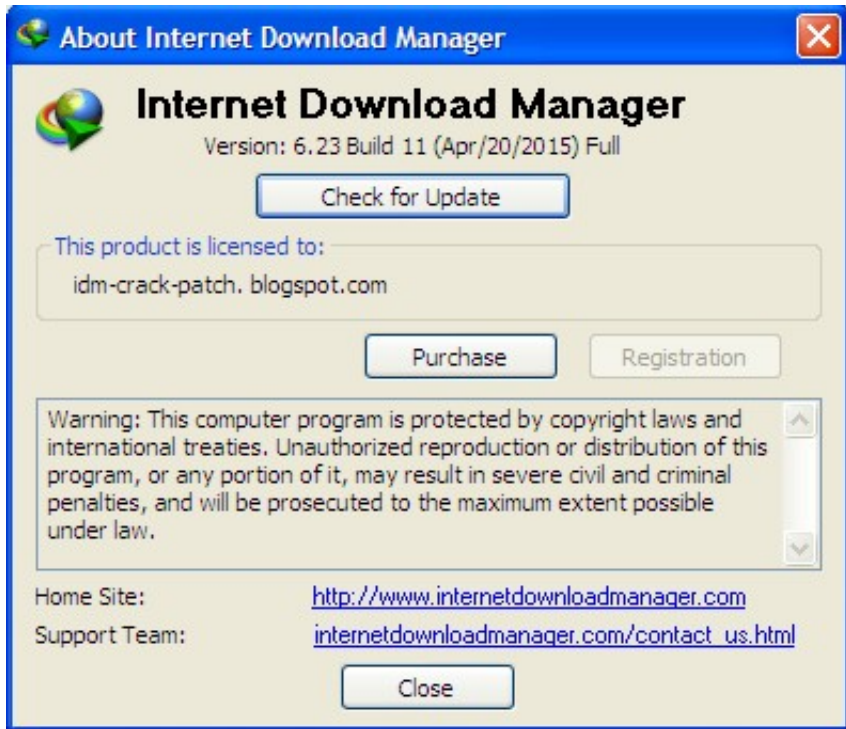 About Internet Download Manager
Internet Download Manager
Version: 6.23 Build 11 (Apr/20/2015) Full
Check for Update
This product is licensed to:
idm-crack-patch. blogspot.com
Purchase Registration
Warning: This computer program is protected by copyright laws and
international treaties. Unauthorized reproduction or distribution of this
program, or any portion of it, may result in severe civil and criminal
penalties, and will be prosecuted to the maximum extent possible
under law.
Home Site: http://www.internetdownloadmanager.com
Support Team: internetdownloadmanager.com/contact_us.html
Close